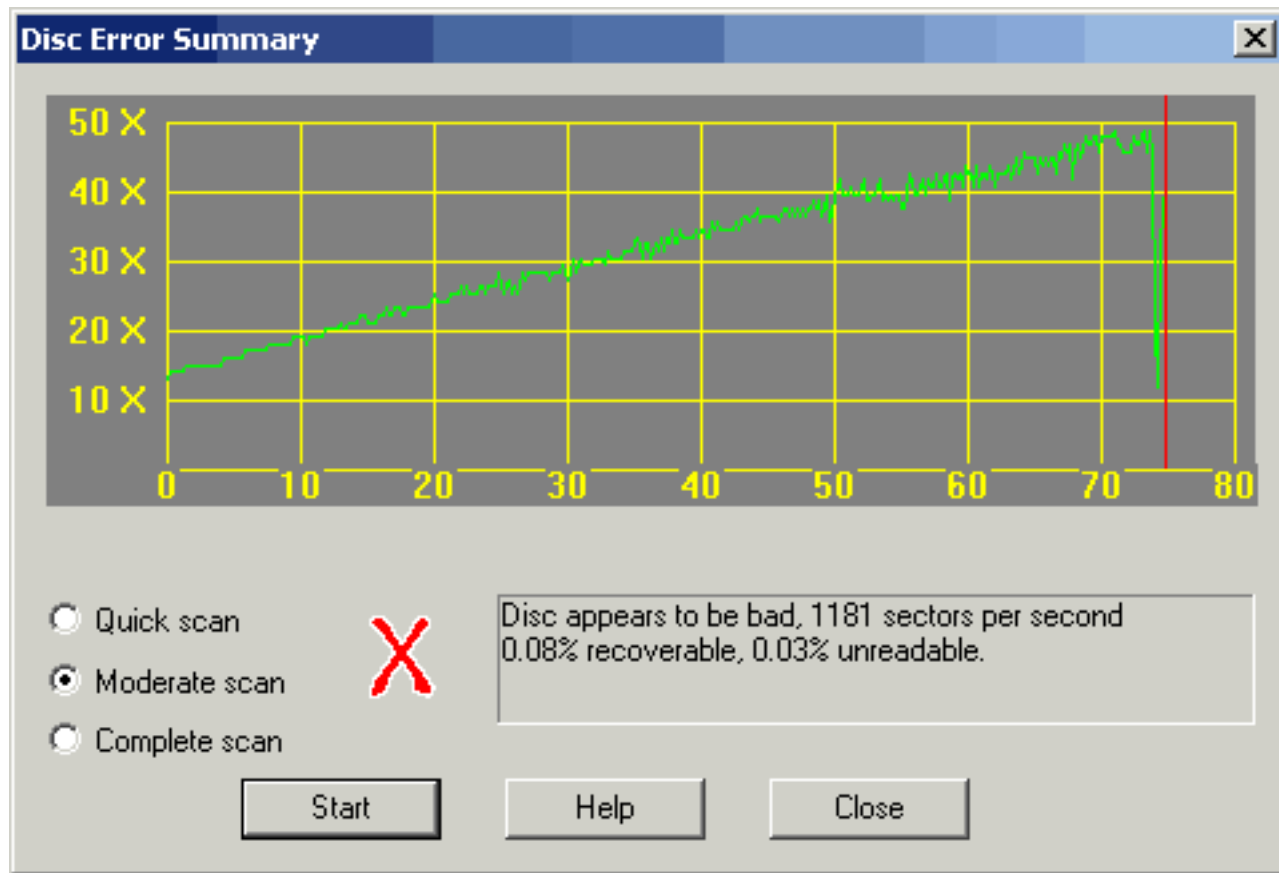 Disc Error Summary
50 X
40 X
30 X
20 X
10 X
0 10 20 30 40 50 60 70 80
Quick scan
Moderate scan
Complete scan
Disc appears to be bad, 1181 sectors per second
0.08% recoverable, 0.03% unreadable.
Start Help Close